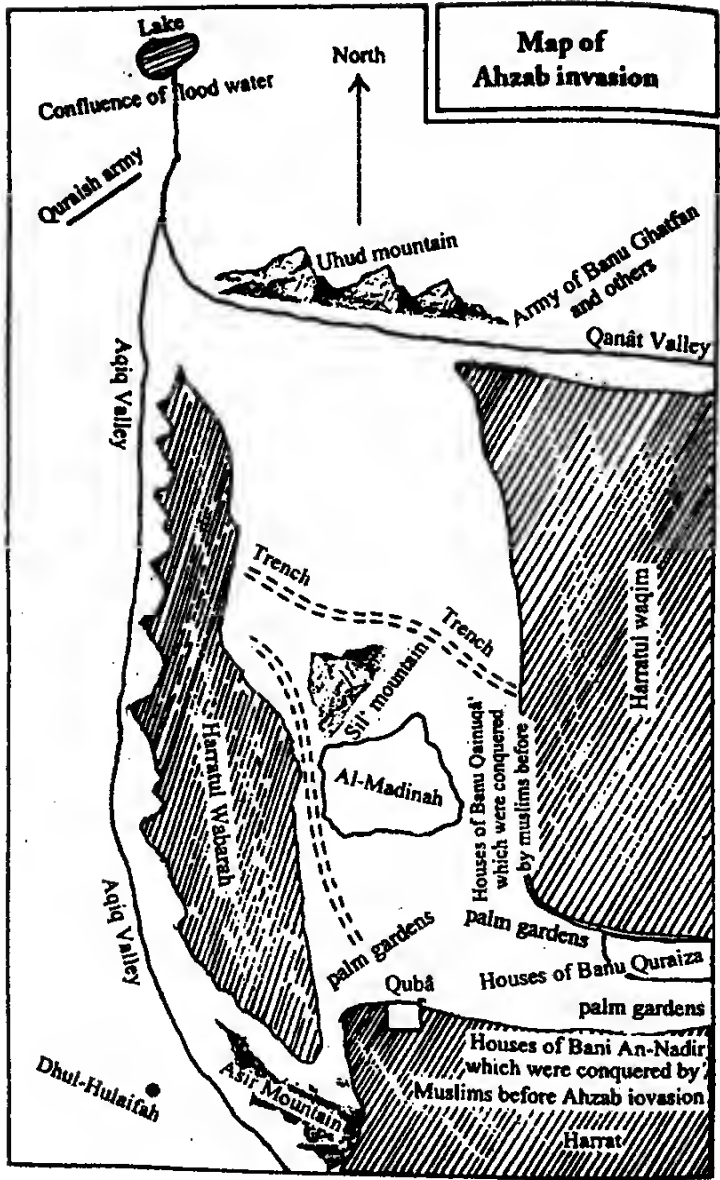 Map of
Ahzab invasion
Lake
North
Confluence of flood water
Quraish army
Uhud mountain
Army of Banu Ghatfan
and others
Qanât Valley
Aqiq Valley
Trench
Trench
Harratul waqim
Sil' mountain
Houses of Banu Qainuqâ'
which were conquered
by muslims before
Al-Madinah
Harratul Wabarah
Aqiq Valley
palm gardens
palm gardens
Houses of Banu Quraiza
Qubâ
palm gardens
Houses of Bani An-Nadir
which were conquered by
Muslims before Ahzab iovasion
Harrat
Asir Mountain
Dhul-Hulaifah